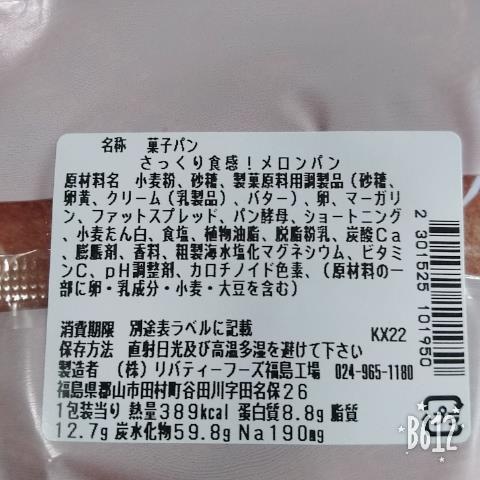 名称 菓子パン
さっくり食感！メロンパン
原材料名 小麦粉、砂糖、製菓原料用調製品（砂糖、
卵黄、クリーム（乳製品）、バター）、卵、マーガリ
ン、ファットスプレッド、パン酵母、ショートニング
、小麦たん白、食塩、植物油脂、脱脂粉乳、炭酸Ca
、膨脹剤、香料、粗製海水塩化マグネシウム、ビタミ
ンC、pH調整剤、カロチノイド色素、（原材料の一
部に卵・乳成分・小麦・大豆を含む）
消費期限 別途表ラベルに記載 KX22
保存方法 直射日光及び高温多湿を避けて下さい
製造者 （株）リバティーフーズ福島工場 024-965-1180
福島県郡山市田村町谷田川字田名保26
1包装当り 熱量389kcal 蛋白質8.8g 脂質
12.7g 炭水化物59.8g Na190mg
2 301525 101950
プラ
B612